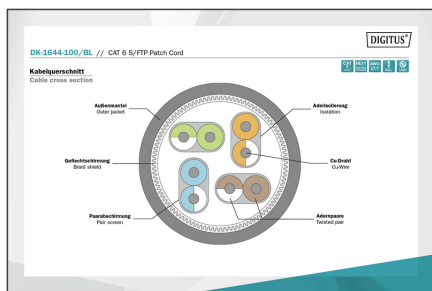 DIGITUS®
DK-1644-100/BL // CAT 6 S/FTP Patch Cord
Kabelquerschnitt
Cable cross section
Außenmantel
Outer jacket
Geflechtschirmung
Braid shield
Paarabschirmung
Pair screen
Aderisolierung
Isolation
Cu-Draht
Cu-Wire
Adernpaare
Twisted pair